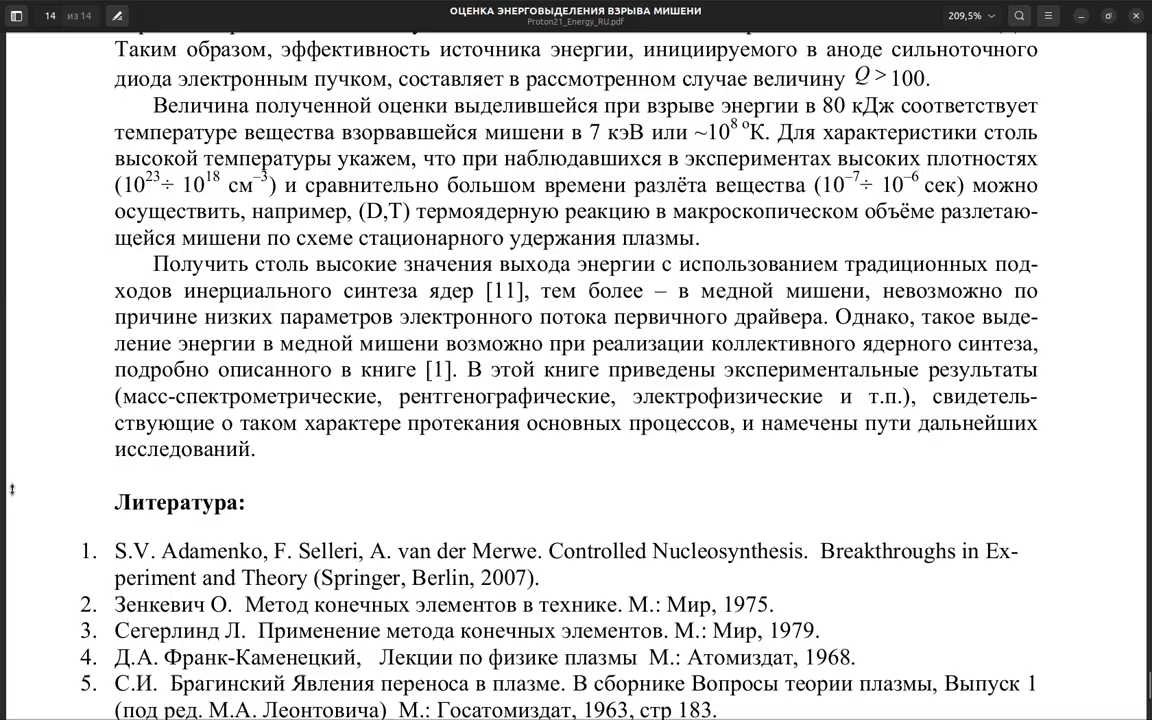 ОЦЕНКА ЭНЕРГОВЫДЕЛЕНИЯ ВЗРЫВА МИШЕНИ
Proton21_Energy_RU.pdf
14 из 14
209,5%
Таким образом, эффективность источника энергии, инициируемого в аноде сильноточного
диода электронным пучком, составляет в рассмотренном случае величину Q > 100.
Величина полученной оценки выделившейся при взрыве энергии в 80 кДж соответствует
температуре вещества взорвавшейся мишени в 7 кэВ или ~10⁸ ºК. Для характеристики столь
высокой температуры укажем, что при наблюдавшихся в экспериментах высоких плотностях
(10²³÷ 10¹⁸ см⁻³) и сравнительно большом времени разлёта вещества (10⁻⁷÷ 10⁻⁶ сек) можно
осуществить, например, (D,T) термоядерную реакцию в макроскопическом объёме разлетаю-
щейся мишени по схеме стационарного удержания плазмы.
Получить столь высокие значения выхода энергии с использованием традиционных под-
ходов инерциального синтеза ядер [11], тем более – в медной мишени, невозможно по
причине низких параметров электронного потока первичного драйвера. Однако, такое выде-
ление энергии в медной мишени возможно при реализации коллективного ядерного синтеза,
подробно описанного в книге [1]. В этой книге приведены экспериментальные результаты
(масс-спектрометрические, рентгенографические, электрофизические и т.п.), свидетель-
ствующие о таком характере протекания основных процессов, и намечены пути дальнейших
исследований.
Литература:
1. S.V. Adamenko, F. Selleri, A. van der Merwe. Controlled Nucleosynthesis. Breakthroughs in Ex-
periment and Theory (Springer, Berlin, 2007).
2. Зенкевич О. Метод конечных элементов в технике. М.: Мир, 1975.
3. Сегерлинд Л. Применение метода конечных элементов. М.: Мир, 1979.
4. Д.А. Франк-Каменецкий, Лекции по физике плазмы М.: Атомиздат, 1968.
5. С.И. Брагинский Явления переноса в плазме. В сборнике Вопросы теории плазмы, Выпуск 1
(под ред. М.А. Леонтовича) М.: Госатомиздат, 1963, стр 183.